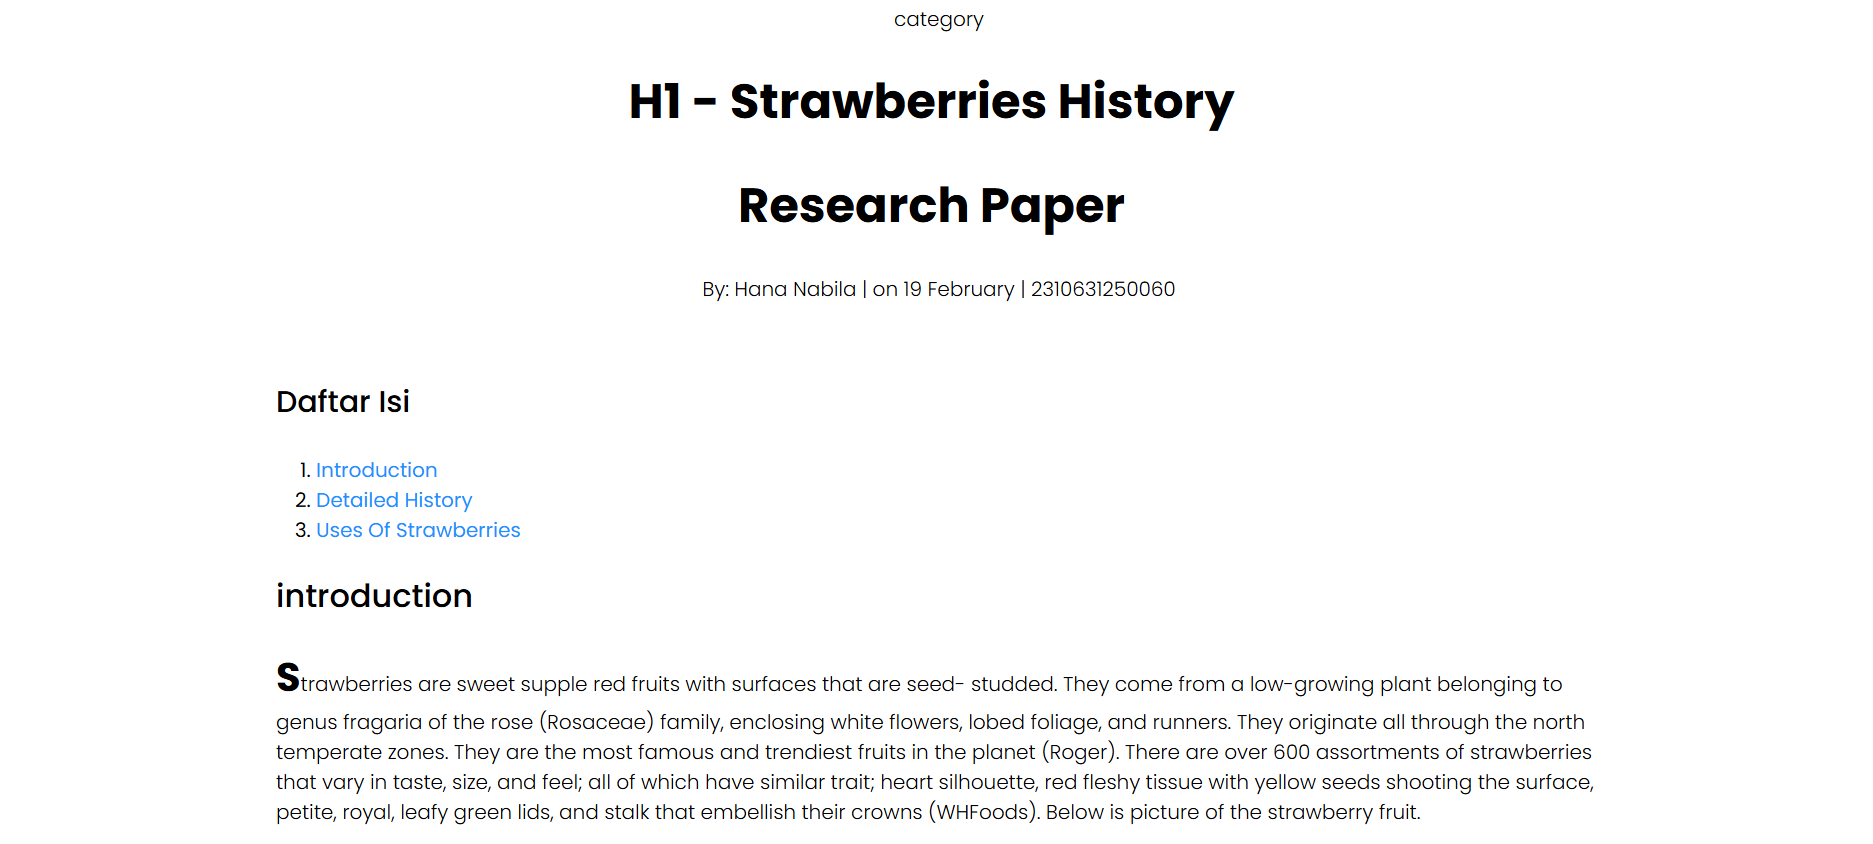 category
H1 - Strawberries History
Research Paper
By: Hana Nabila | on 19 February | 2310631250060
Daftar Isi
1. Introduction
2. Detailed History
3. Uses Of Strawberries
introduction
Strawberries are sweet supple red fruits with surfaces that are seed- studded. They come from a low-growing plant belonging to
genus fragaria of the rose (Rosaceae) family, enclosing white flowers, lobed foliage, and runners. They originate all through the north
temperate zones. They are the most famous and trendiest fruits in the planet (Roger). There are over 600 assortments of strawberries
that vary in taste, size, and feel; all of which have similar trait; heart silhouette, red fleshy tissue with yellow seeds shooting the surface,
petite, royal, leafy green lids, and stalk that embellish their crowns (WHFoods). Below is picture of the strawberry fruit.